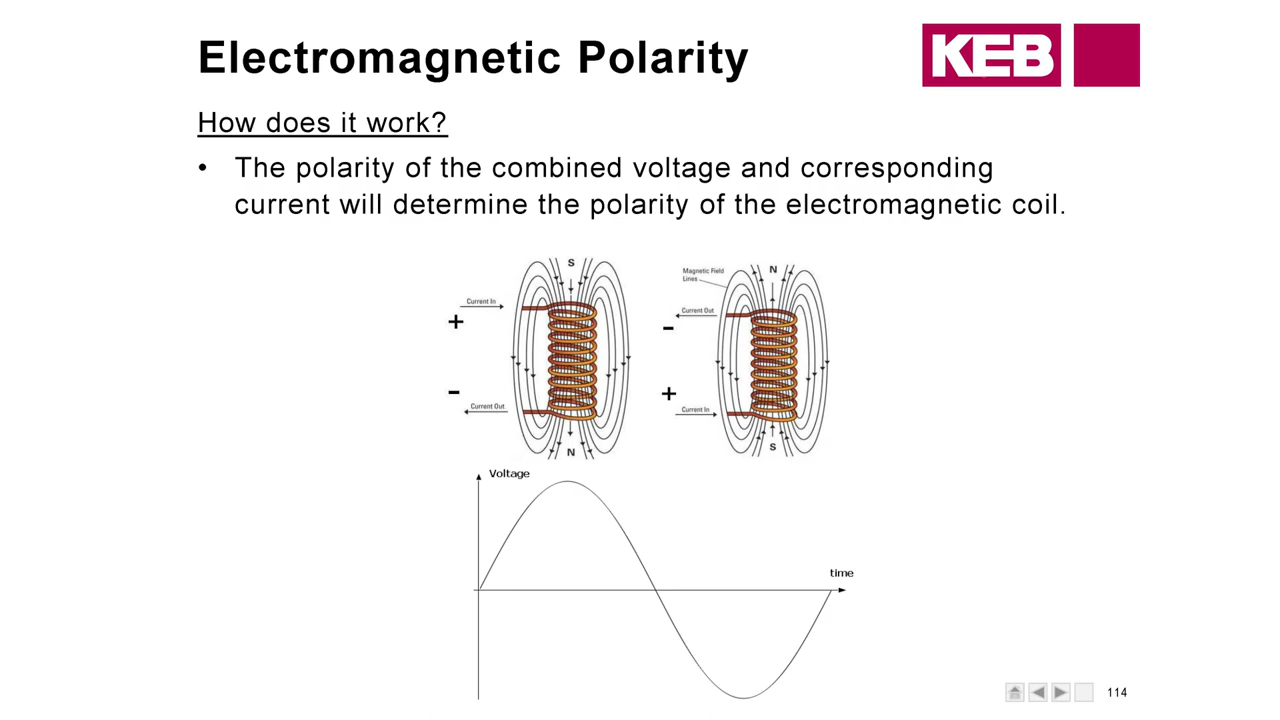 Electromagnetic Polarity
KEB
How does it work?
• The polarity of the combined voltage and corresponding
current will determine the polarity of the electromagnetic coil.
S
Current In
+
-
Current Out
N
Magnetic Field
Lines
N
Current Out
-
+
Current In
S
Voltage
time
114